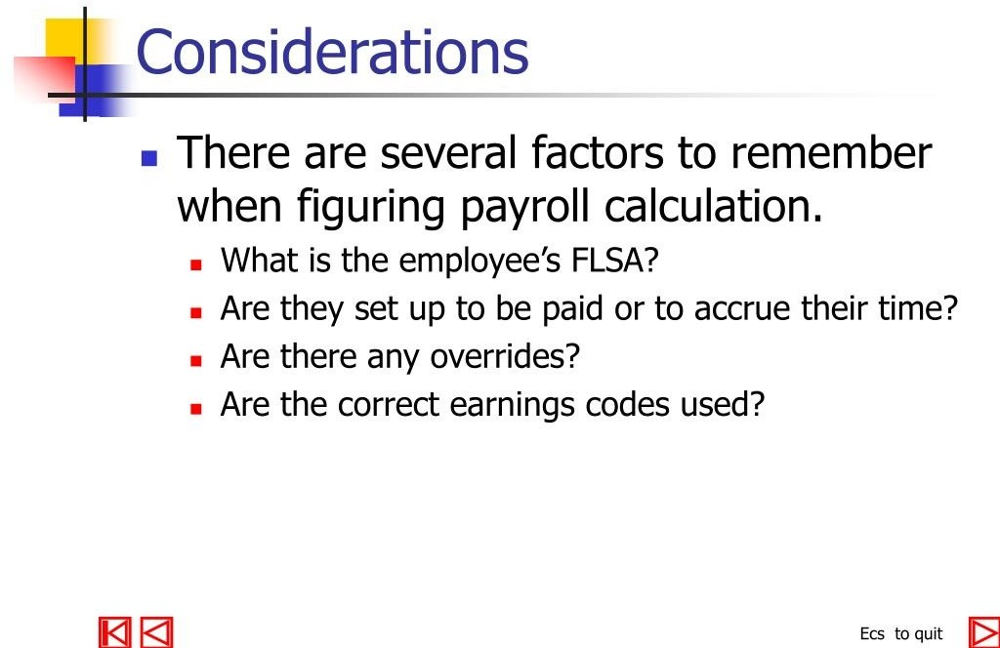 Considerations
There are several factors to remember
when figuring payroll calculation.
What is the employee’s FLSA?
Are they set up to be paid or to accrue their time?
Are there any overrides?
Are the correct earnings codes used?
Ecs to quit